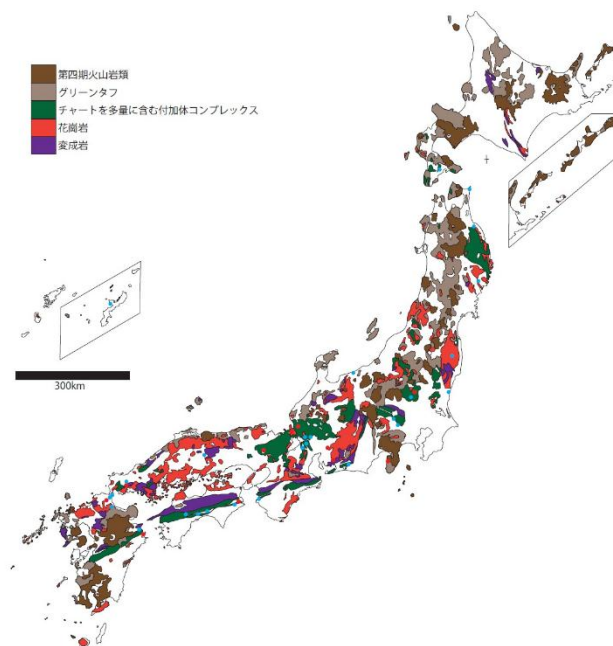 第四期火山岩類
グリーンタフ
チャートを多量に含む付加体コンプレックス
花崗岩
変成岩
300km